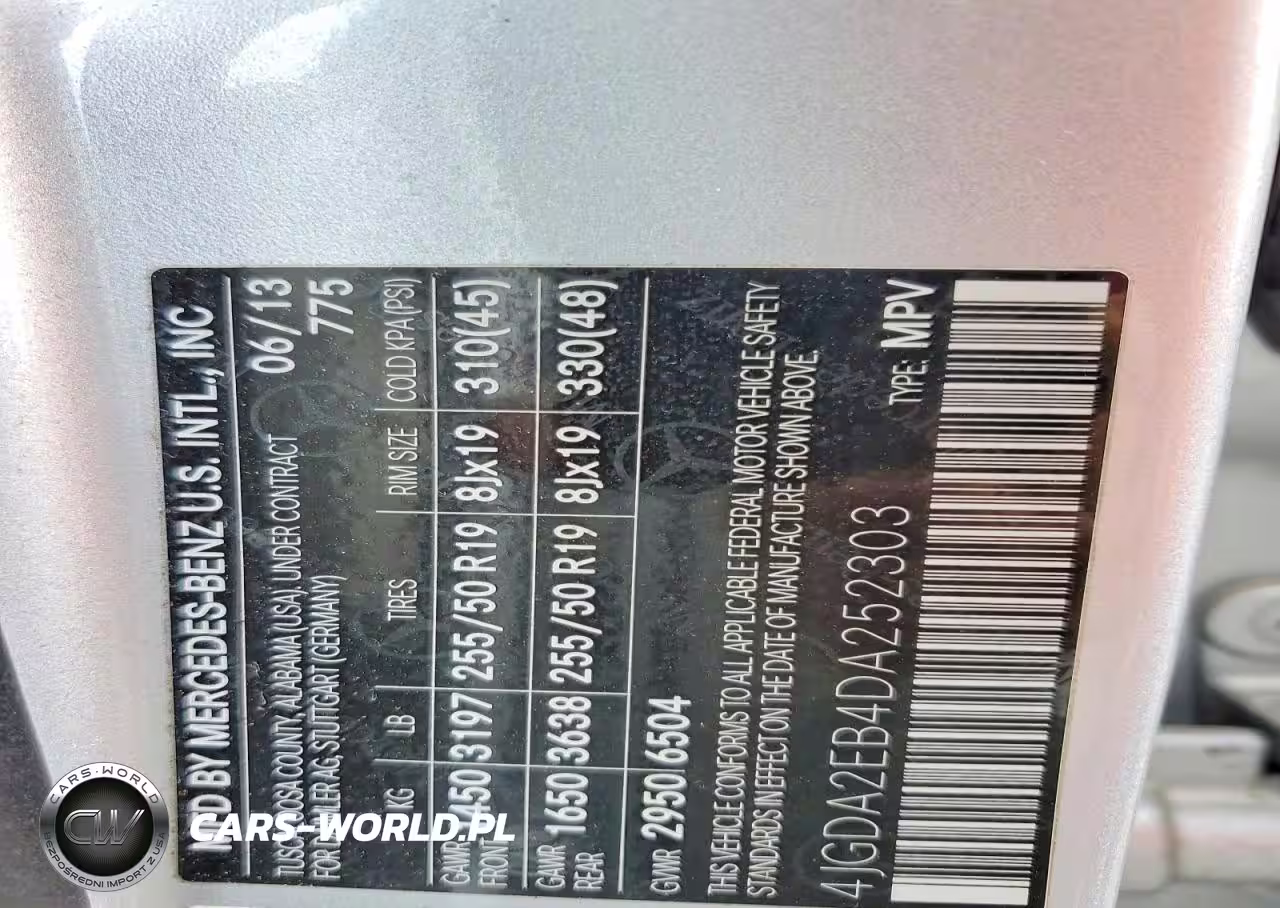 MFD BY MERCEDES-BENZ U.S. INTL., INC
TUSCALOOSA COUNTY, ALABAMA (USA), UNDER CONTRACT 06/13
FOR DAIMLER AG, STUTTGART (GERMANY) 775
KG LB TIRES RIM SIZE COLD KPA(PSI)
GAWR FRONT 1450 3197 255/50 R19 8Jx19 310(45)
GAWR REAR 1650 3638 255/50 R19 8Jx19 330(48)
GVWR 2950 6504
THIS VEHICLE CONFORMS TO ALL APPLICABLE FEDERAL MOTOR VEHICLE SAFETY
STANDARDS IN EFFECT ON THE DATE OF MANUFACTURE SHOWN ABOVE.
4JGDA2EB4DA252303 TYPE: MPV
CARS-WORLD
CW
BEZPOŚREDNI IMPORT Z USA
CARS-WORLD.PL